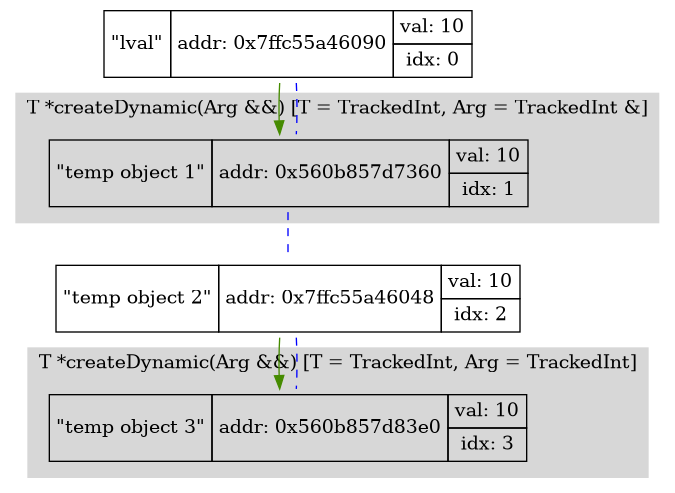 "lval" addr: 0x7ffc55a46090 val: 10
idx: 0
T *createDynamic(Arg &&) [T = TrackedInt, Arg = TrackedInt &]
"temp object 1" addr: 0x560b857d7360 val: 10
idx: 1
"temp object 2" addr: 0x7ffc55a46048 val: 10
idx: 2
T *createDynamic(Arg &&) [T = TrackedInt, Arg = TrackedInt]
"temp object 3" addr: 0x560b857d83e0 val: 10
idx: 3